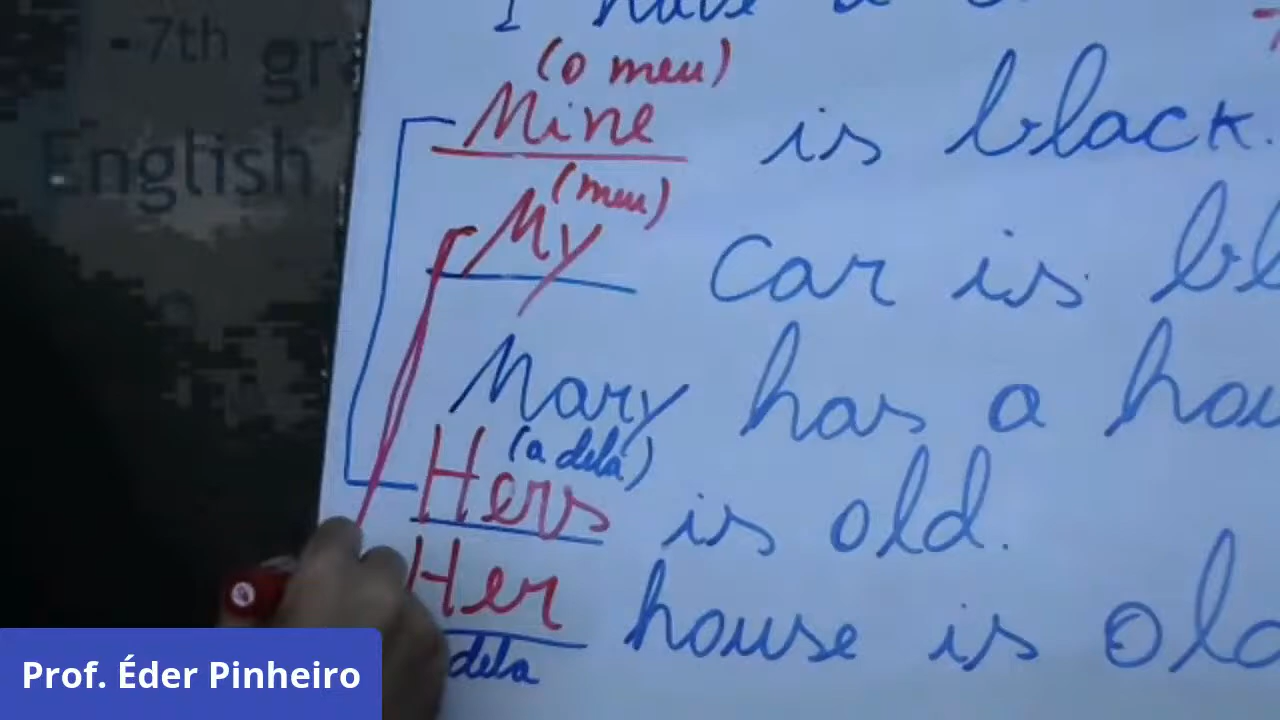 -7th
English
I have a
(o meu)
Mine is black.
(meu)
My car is
Mary has a
(a dela)
Hers is old.
Her house is
dela
Prof. Éder Pinheiro